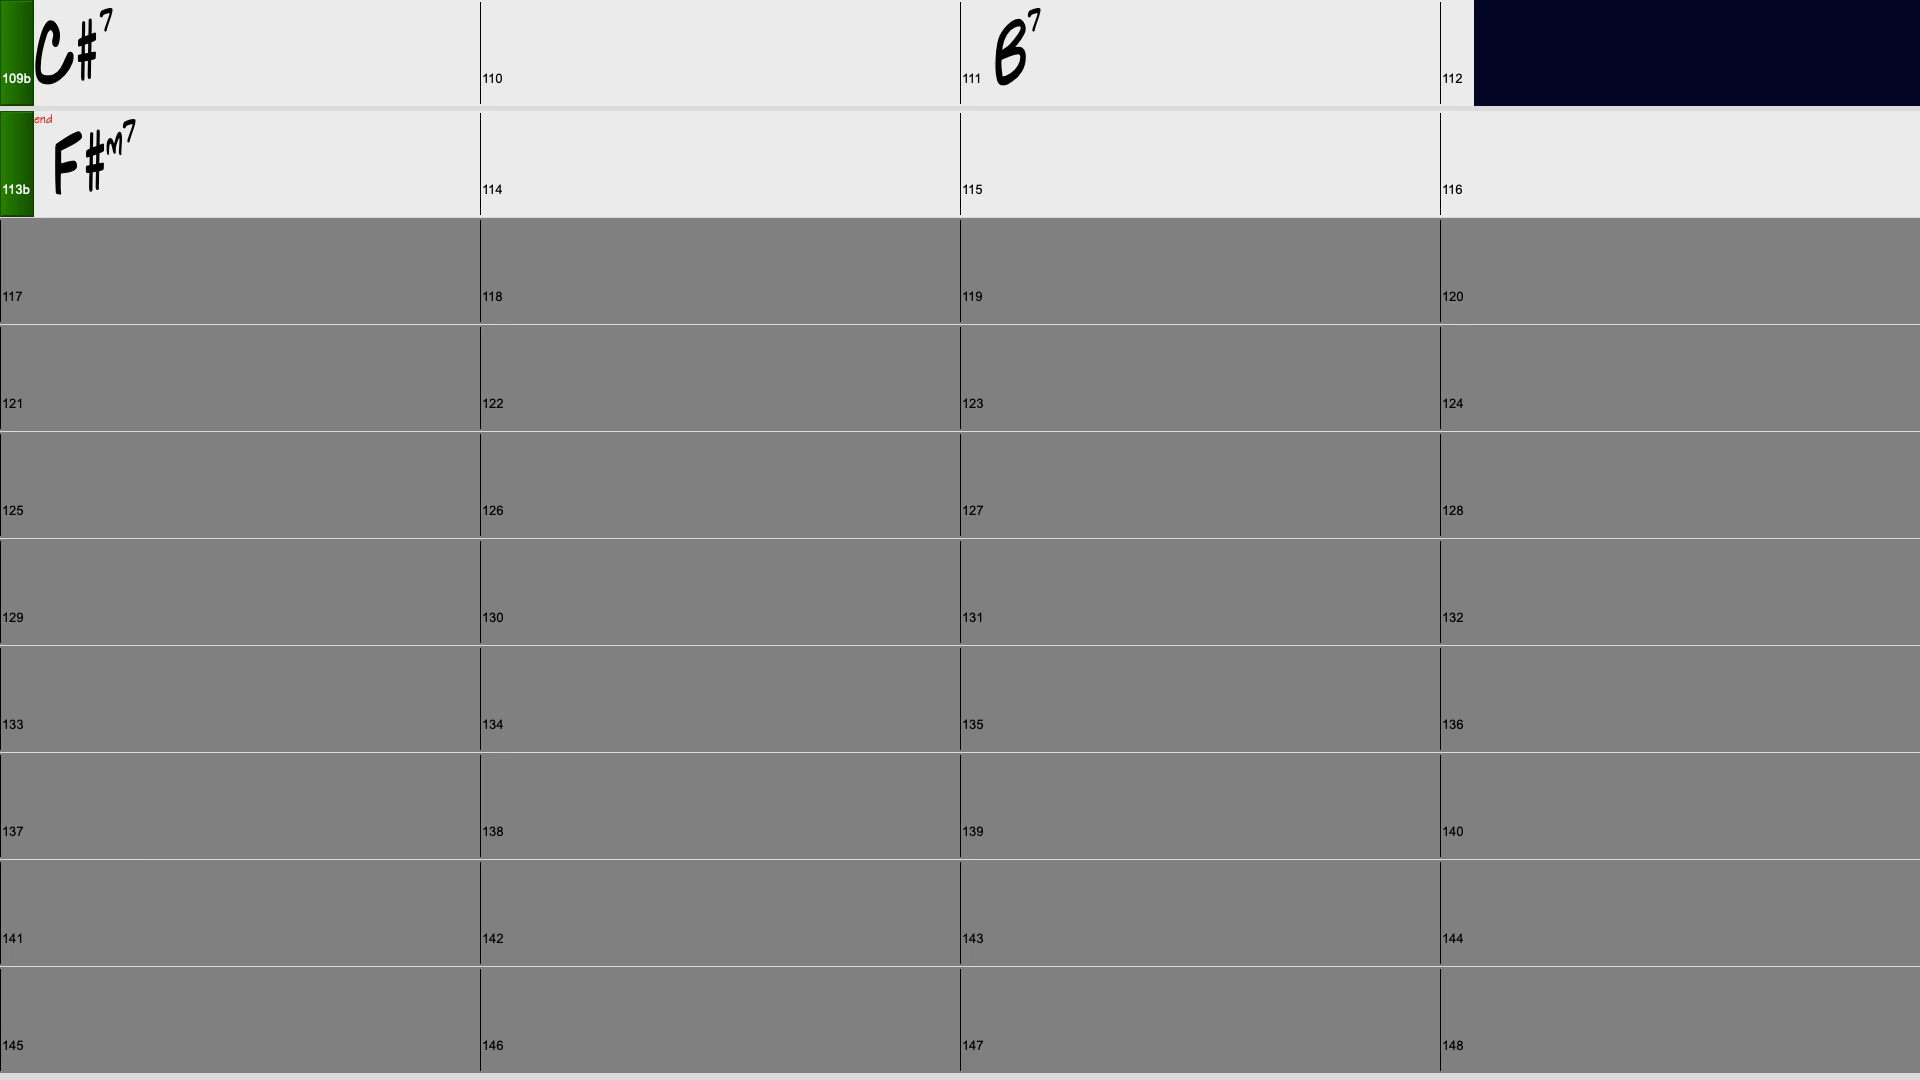 109b C#7 110 111 B7 112
end
113b F#m7 114 115 116
117 118 119 120
121 122 123 124
125 126 127 128
129 130 131 132
133 134 135 136
137 138 139 140
141 142 143 144
145 146 147 148